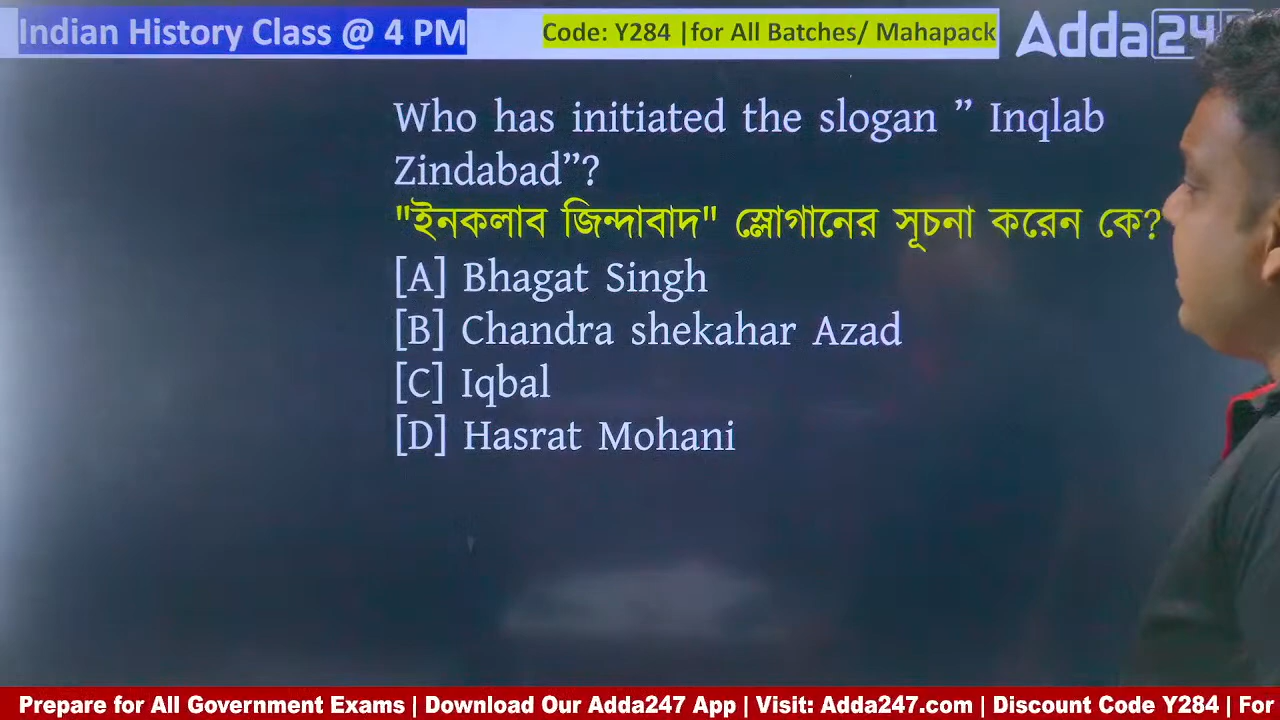 Indian History Class @ 4 PM
Code: Y284 |for All Batches/ Mahapack
Adda24
Who has initiated the slogan ” Inqlab
Zindabad”?
"ইনকলাব জিন্দাবাদ" স্লোগানের সূচনা করেন কে?
[A] Bhagat Singh
[B] Chandra shekahar Azad
[C] Iqbal
[D] Hasrat Mohani
Prepare for All Government Exams | Download Our Adda247 App | Visit: Adda247.com | Discount Code Y284 | For